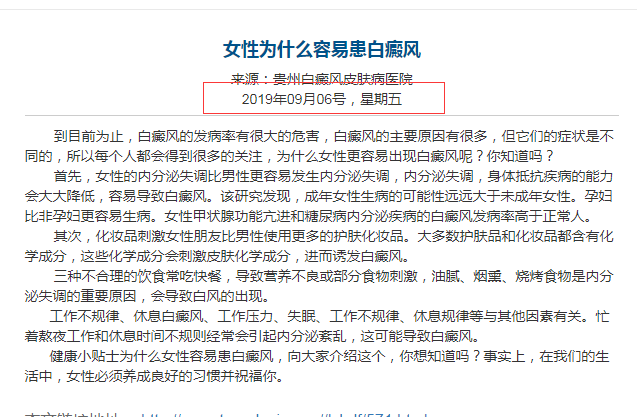 女性为什么容易患白癜风
来源：贵州白癜风皮肤病医院
2019年09月06号，星期五
到目前为止，白癜风的发病率有很大的危害，白癜风的主要原因有很多，但它们的症状是不
同的，所以每个人都会得到很多的关注，为什么女性更容易出现白癜风呢？你知道吗？
首先，女性的内分泌失调比男性更容易发生内分泌失调，内分泌失调，身体抵抗疾病的能力
会大大降低，容易导致白癜风。该研究发现，成年女性生病的可能性远远大于未成年女性。孕妇
比非孕妇更容易生病。女性甲状腺功能亢进和糖尿病内分泌疾病的白癜风发病率高于正常人。
其次，化妆品刺激女性朋友比男性使用更多的护肤化妆品。大多数护肤品和化妆品都含有化
学成分，这些化学成分会刺激皮肤化学成分，进而诱发白癜风。
三种不合理的饮食常吃快餐，导致营养不良或部分食物刺激，油腻、烟熏、烧烤食物是内分
泌失调的重要原因，会导致白风的出现。
工作不规律、休息白癜风、工作压力、失眠、工作不规律、休息规律等与其他因素有关。忙
着熬夜工作和休息时间不规则经常会引起内分泌紊乱，这可能导致白癜风。
健康小贴士为什么女性容易患白癜风，向大家介绍这个，你想知道吗？事实上，在我们的生
活中，女性必须养成良好的习惯并祝福你。